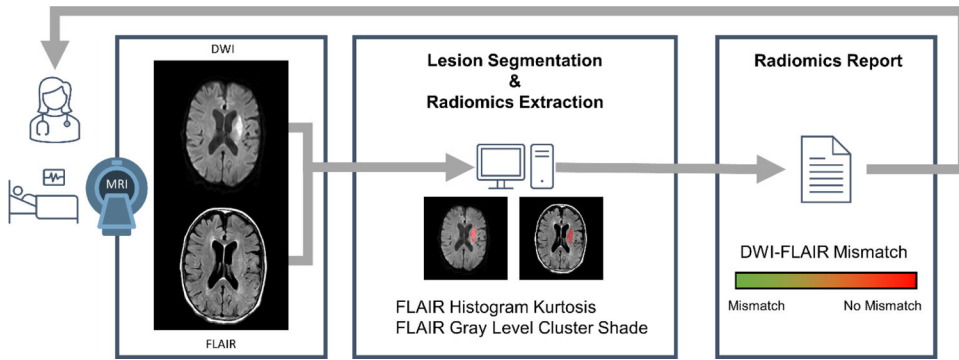 DWI
MRI
FLAIR
Lesion Segmentation
&
Radiomics Extraction
FLAIR Histogram Kurtosis
FLAIR Gray Level Cluster Shade
Radiomics Report
DWI-FLAIR Mismatch
Mismatch No Mismatch